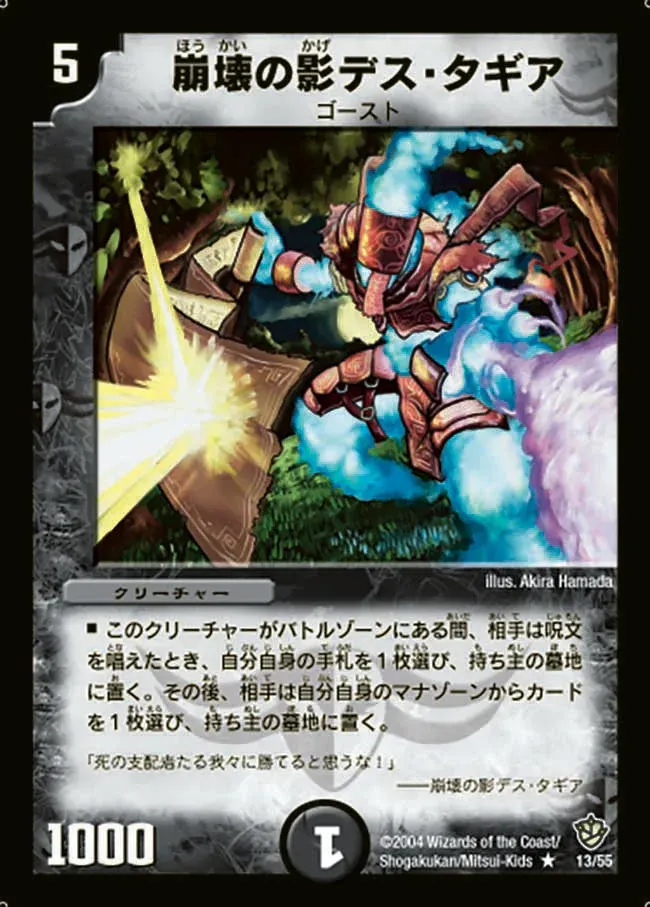 5
ほう かい かげ
崩壊の影デス・タギア
ゴースト
illus. Akira Hamada
クリーチャー
■ このクリーチャーがバトルゾーンにある間、相手は呪文
を唱えたとき、自分自身の手札を1枚選び、持ち主の墓地
に置く。その後、相手は自分自身のマナゾーンからカード
を1枚選び、持ち主の墓地に置く。
「死の支配者たる我々に勝てると思うな!」
——崩壊の影デス・タギア
1000
1
©2004 Wizards of the Coast/
Shogakukan/Mitsui-Kids ★ 13/55